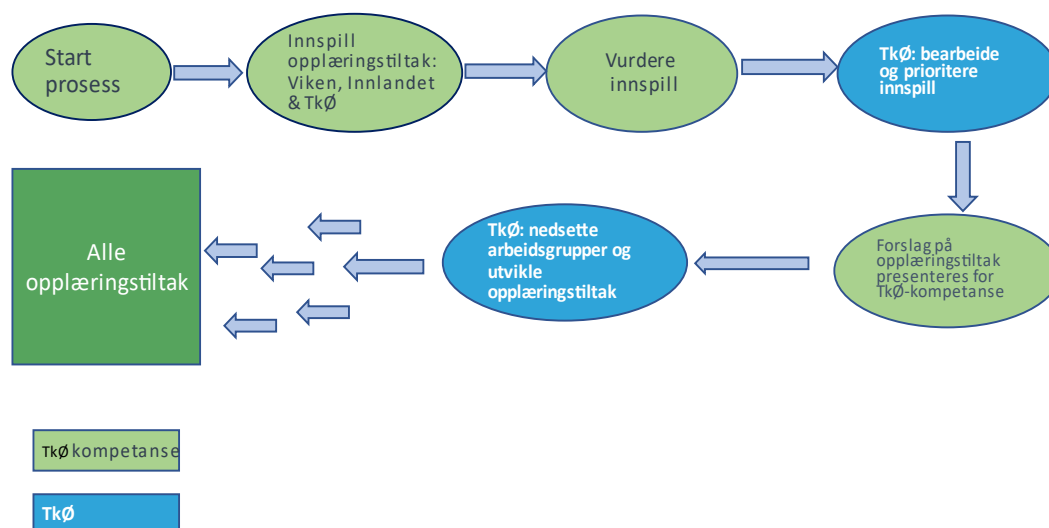 Start
prosess
Innspill
opplæringstiltak:
Viken, Innlandet
& TkØ
Vurdere
innspill
TkØ: bearbeide
og prioritere
innspill
Forslag på
opplæringstiltak
presenteres for
TkØ-kompetanse
TkØ: nedsette
arbeidsgrupper og
utvikle
opplæringstiltak
Alle
opplæringstiltak
TkØ kompetanse
TkØ